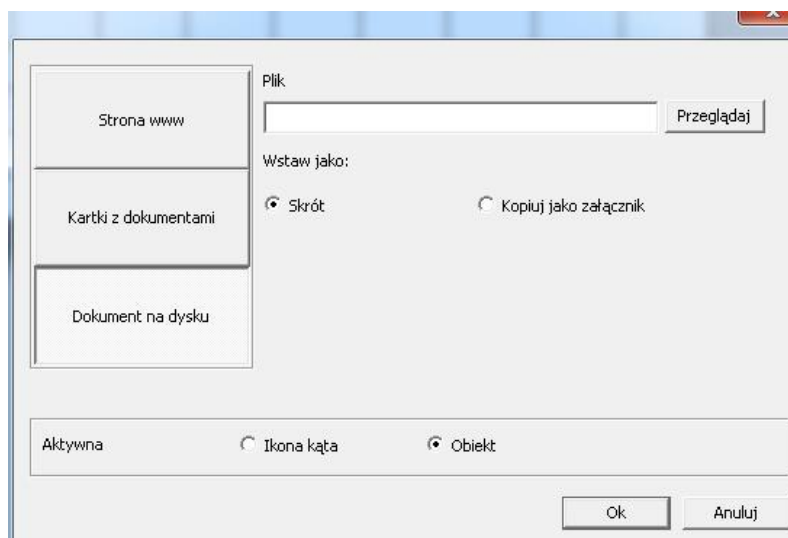 Plik
Strona www
Przeglądaj
Wstaw jako:
Skrót
Kopiuj jako załącznik
Kartki z dokumentami
Dokument na dysku
Aktywna
Ikona kąta
Obiekt
Ok
Anuluj